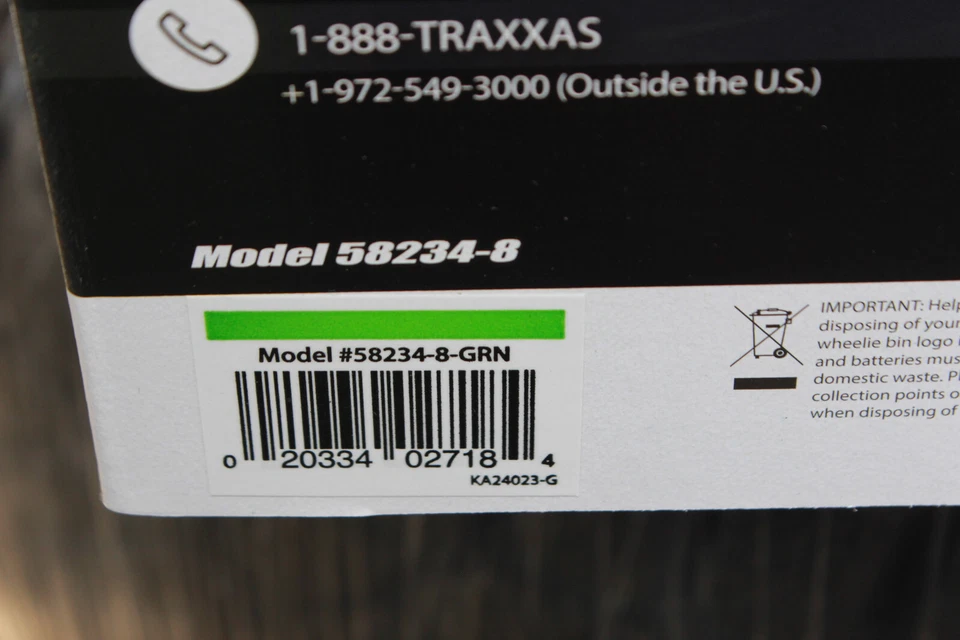 1-888-TRAXXAS
+1-972-549-3000 (Outside the U.S.)
Model 58234-8
Model #58234-8-GRN
0 20334 02718 4
KA24023-G
IMPORTANT: Help
disposing of your
wheelie bin logo
and batteries mus
domestic waste. Pl
collection points o
when disposing of